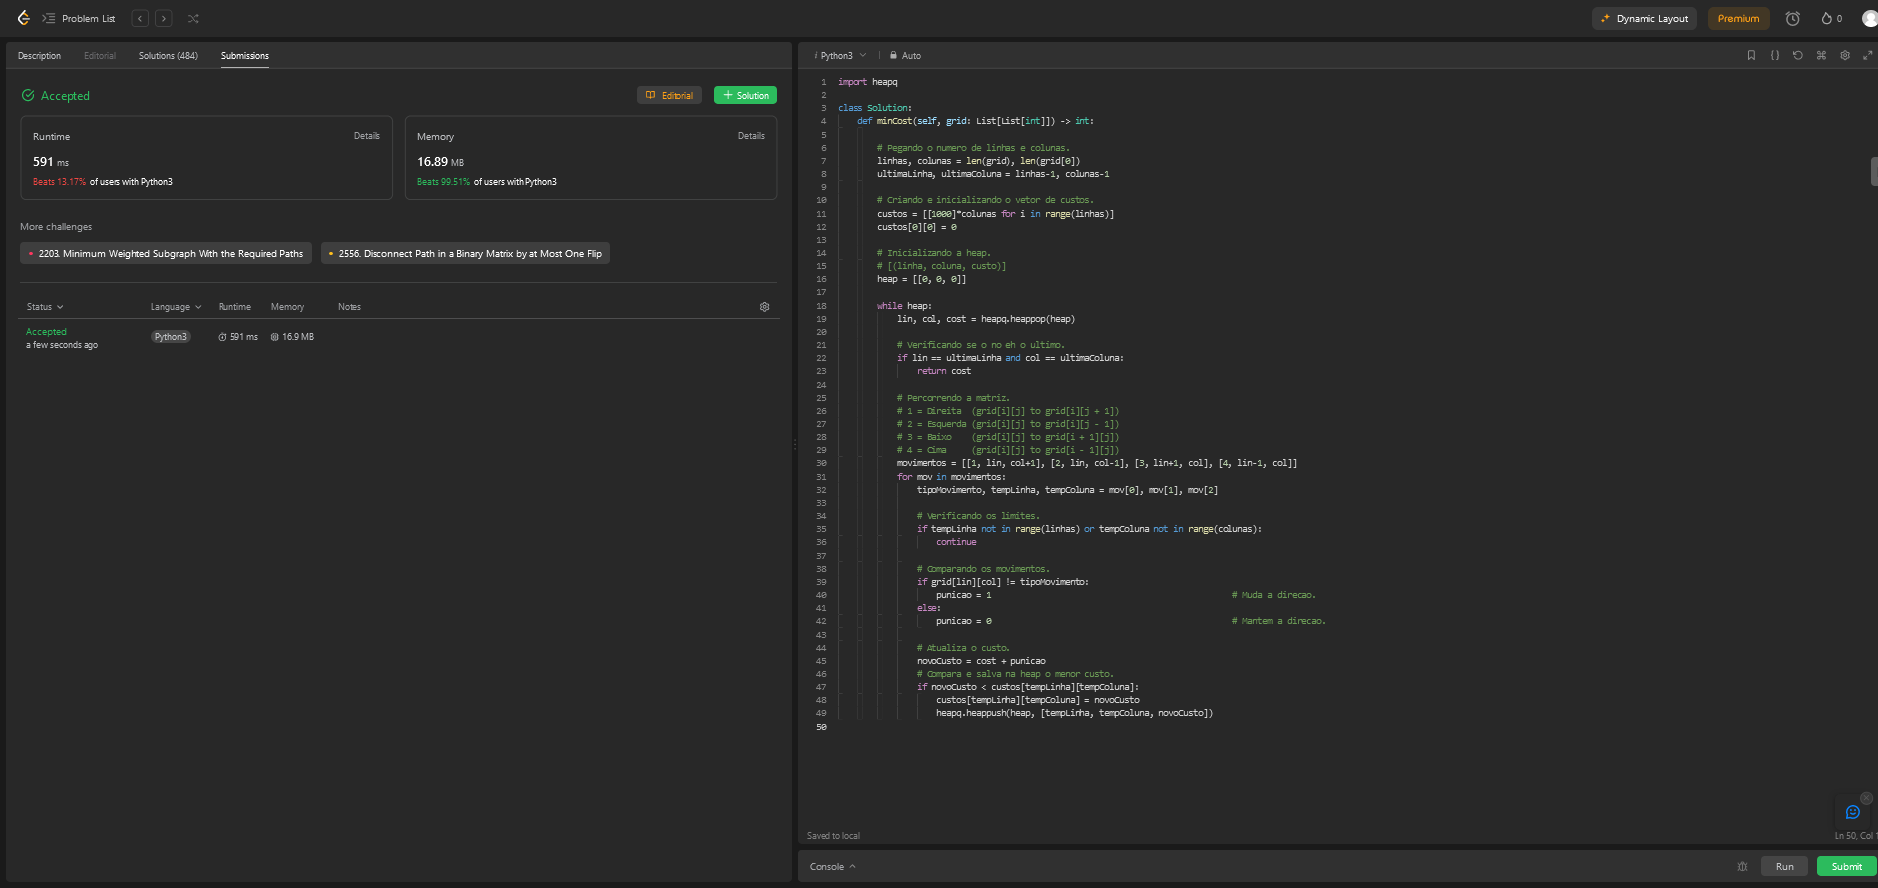 Problem List
Dynamic Layout
Premium
0
Description
Editorial
Solutions (484)
Submissions
Accepted
Editorial
+ Solution
Runtime
Details
591 ms
Beats 13.17% of users with Python3
Memory
Details
16.89 MB
Beats 99.51% of users with Python3
More challenges
2203. Minimum Weighted Subgraph With the Required Paths
2556. Disconnect Path in a Binary Matrix by at Most One Flip
Status
Language
Runtime
Memory
Notes
Accepted
a few seconds ago
Python3
591 ms
16.9 MB
i Python3
Auto
1 import heapq
2
3 class Solution:
4 def minCost(self, grid: List[List[int]]) -> int:
5
6 # Pegando o numero de linhas e colunas.
7 linhas, colunas = len(grid), len(grid[0])
8 ultimaLinha, ultimaColuna = linhas-1, colunas-1
9
10 # Criando e inicializando o vetor de custos.
11 custos = [[1000]*colunas for i in range(linhas)]
12 custos[0][0] = 0
13
14 # Inicializando a heap.
15 # [(linha, coluna, custo)]
16 heap = [[0, 0, 0]]
17
18 while heap:
19 lin, col, cost = heapq.heappop(heap)
20
21 # Verificando se o no eh o ultimo.
22 if lin == ultimaLinha and col == ultimaColuna:
23 return cost
24
25 # Percorrendo a matriz.
26 # 1 = Direita (grid[i][j] to grid[i][j + 1])
27 # 2 = Esquerda (grid[i][j] to grid[i][j - 1])
28 # 3 = Baixo (grid[i][j] to grid[i + 1][j])
29 # 4 = Cima (grid[i][j] to grid[i - 1][j])
30 movimentos = [[1, lin, col+1], [2, lin, col-1], [3, lin+1, col], [4, lin-1, col]]
31 for mov in movimentos:
32 tipoMovimento, tempLinha, tempColuna = mov[0], mov[1], mov[2]
33
34 # Verificando os limites.
35 if tempLinha not in range(linhas) or tempColuna not in range(colunas):
36 continue
37
38 # Comparando os movimentos.
39 if grid[lin][col] != tipoMovimento:
40 punicao = 1 # Muda a direcao.
41 else:
42 punicao = 0 # Mantem a direcao.
43
44 # Atualiza o custo.
45 novoCusto = cost + punicao
46 # Compara e salva na heap o menor custo.
47 if novoCusto < custos[tempLinha][tempColuna]:
48 custos[tempLinha][tempColuna] = novoCusto
49 heapq.heappush(heap, [tempLinha, tempColuna, novoCusto])
50
Saved to local
Ln 50, Col 1
Console
Run
Submit